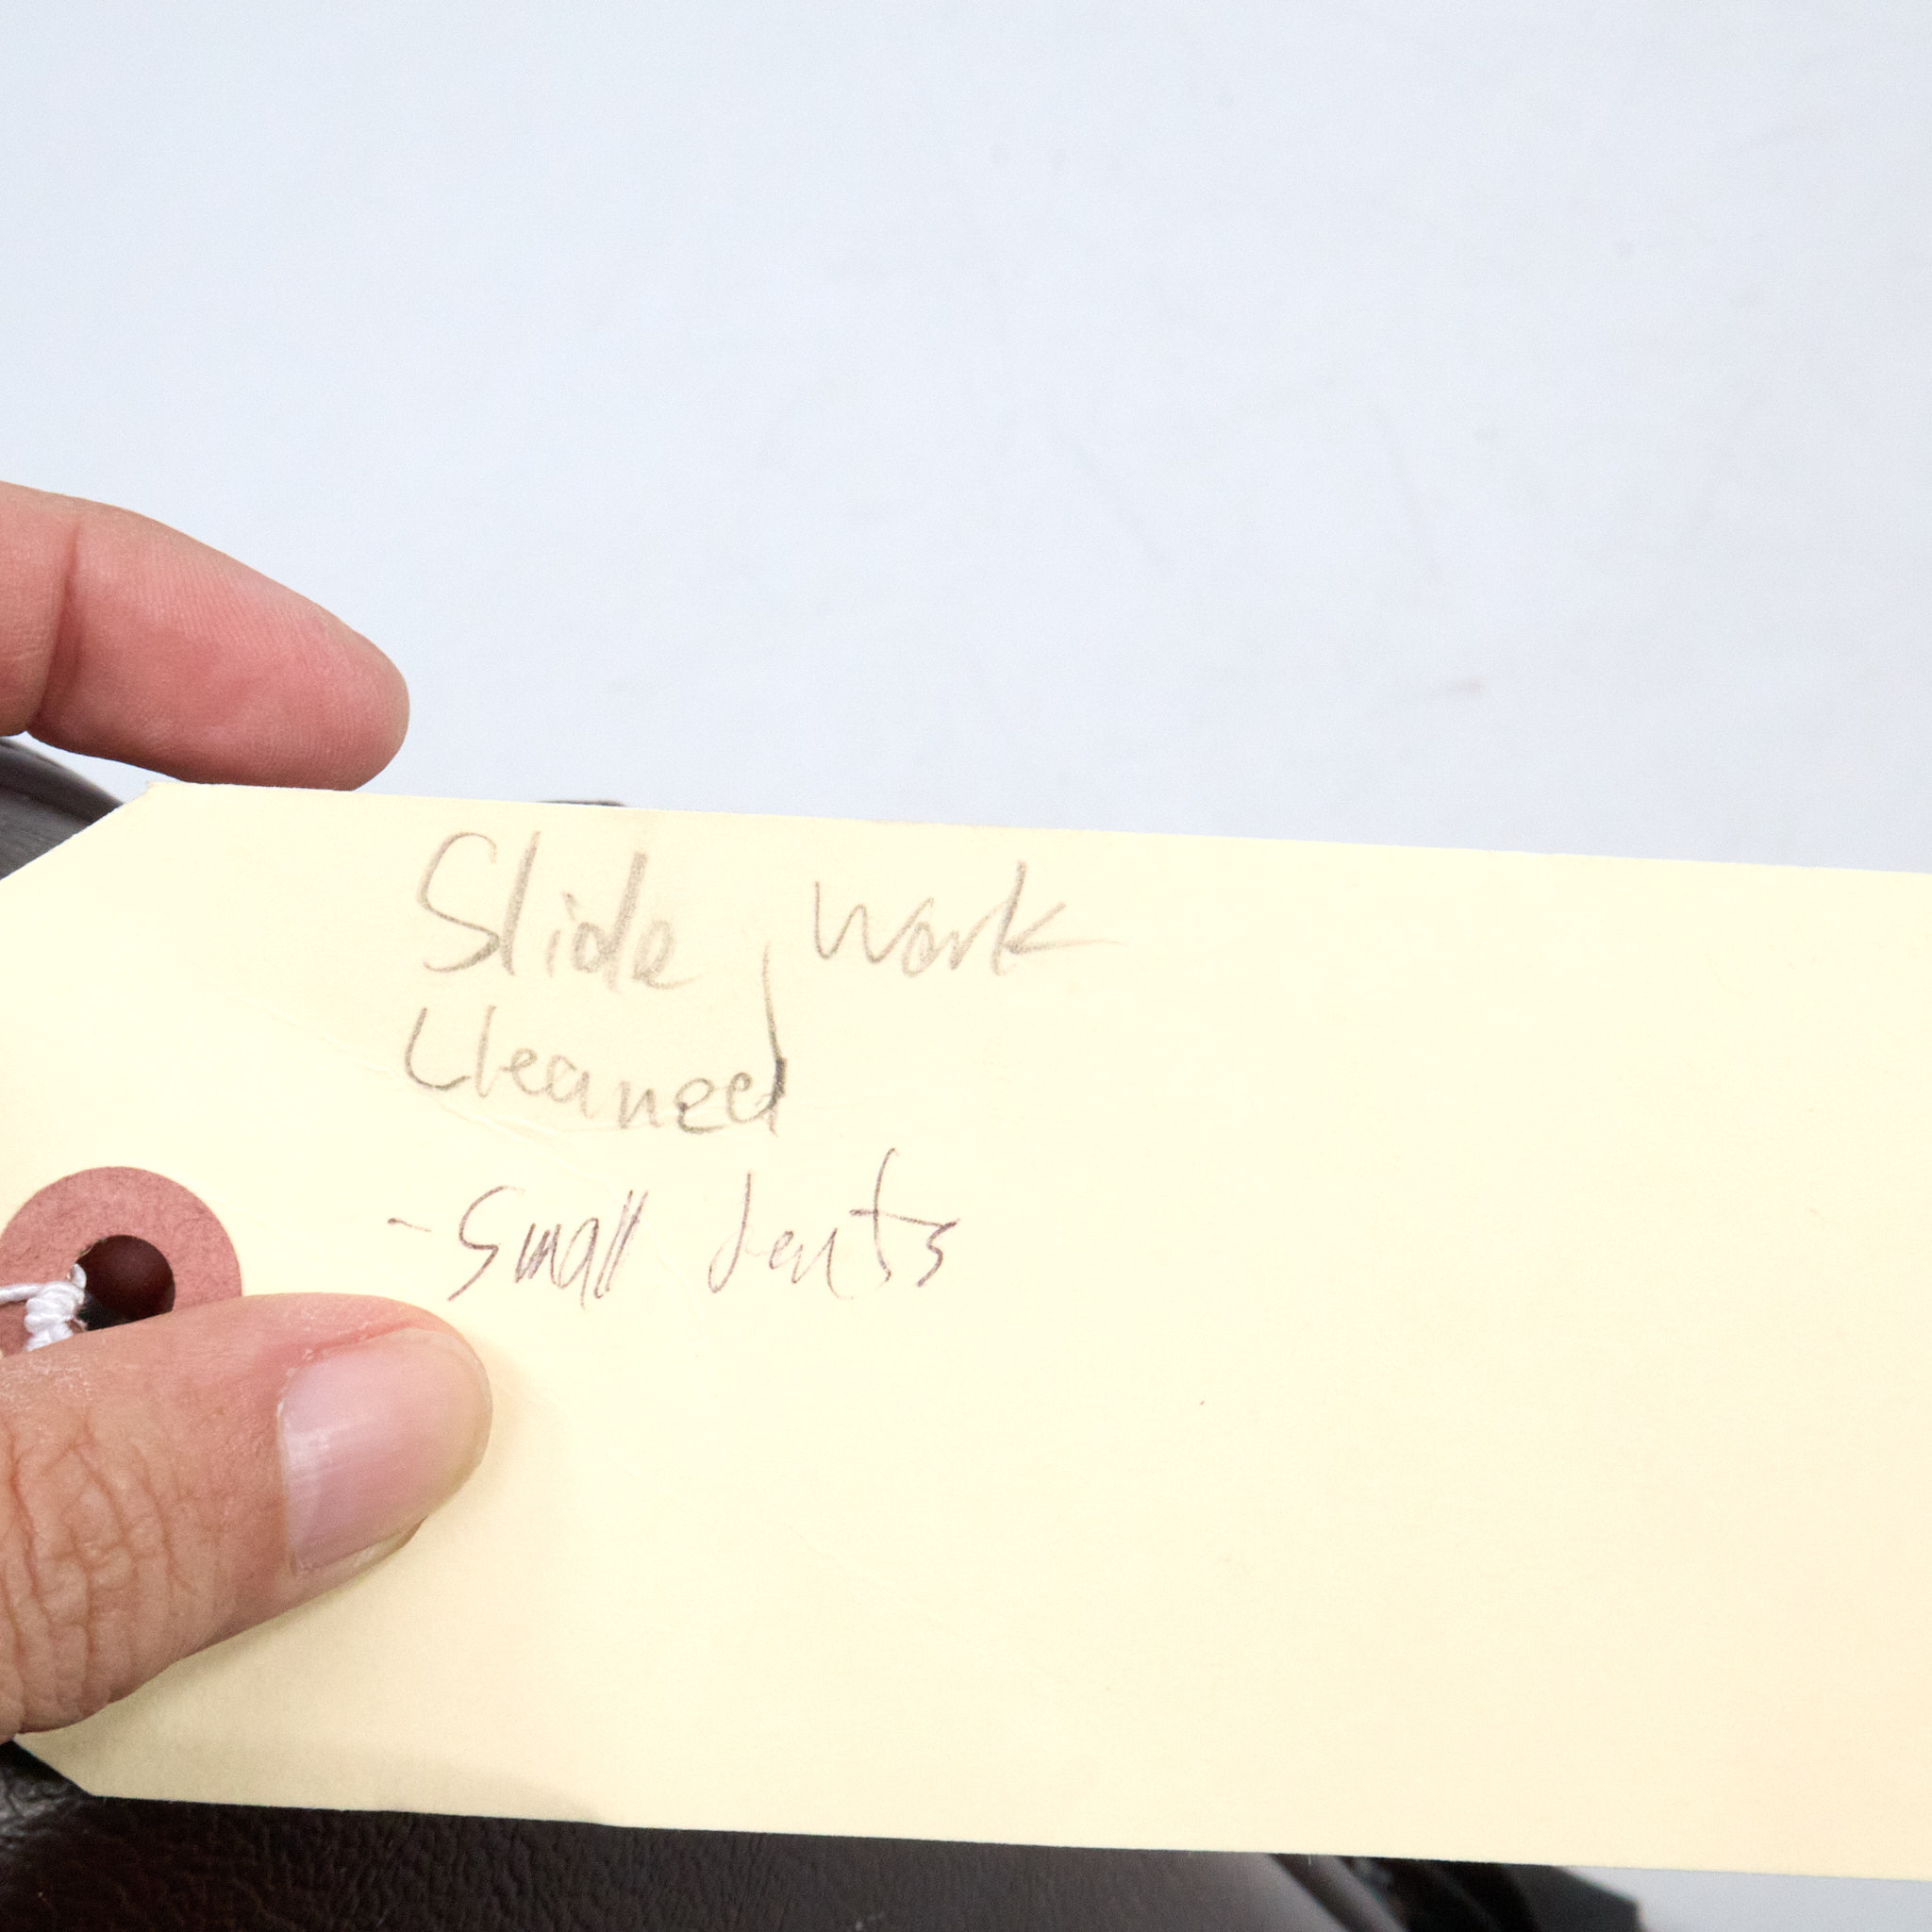 Slide Work
Cleaned
- Small dents